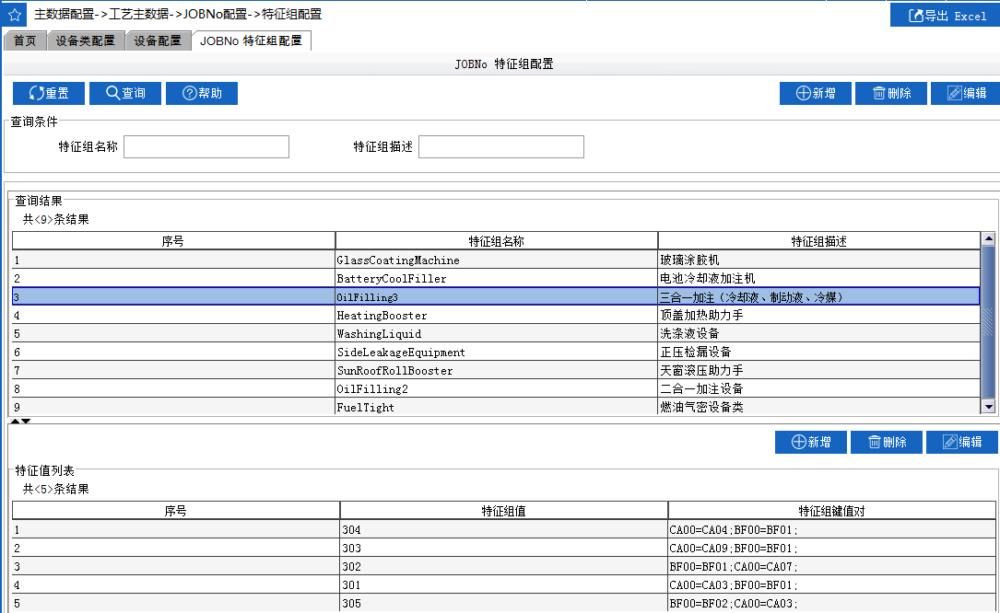 主数据配置->工艺主数据->JOBNo配置->特征组配置
导出 Excel
首页 设备类配置 设备配置 JOBNo 特征组配置
JOBNo 特征组配置
重置 查询 帮助 新增 删除 编辑
查询条件
特征组名称 特征组描述
查询结果
共<9>条结果
序号 特征组名称 特征组描述
1 GlassCoatingMachine 玻璃涂胶机
2 BatteryCoolFiller 电池冷却液加注机
3 OilFilling3 三合一加注（冷却液、制动液、冷媒）
4 HeatingBooster 顶盖加热助力手
5 WashingLiquid 洗涤液设备
6 SideLeakageEquipment 正压检漏设备
7 SunRoofRollBooster 天窗滚压助力手
8 OilFilling2 二合一加注设备
9 FuelTight 燃油气密设备类
新增 删除 编辑
特征值列表
共<5>条结果
序号 特征组值 特征组键值对
1 304 CA00=CA04;BF00=BF01;
2 303 CA00=CA09;BF00=BF01;
3 302 BF00=BF01;CA00=CA07;
4 301 CA00=CA03;BF00=BF01;
5 305 BF00=BF02;CA00=CA03;